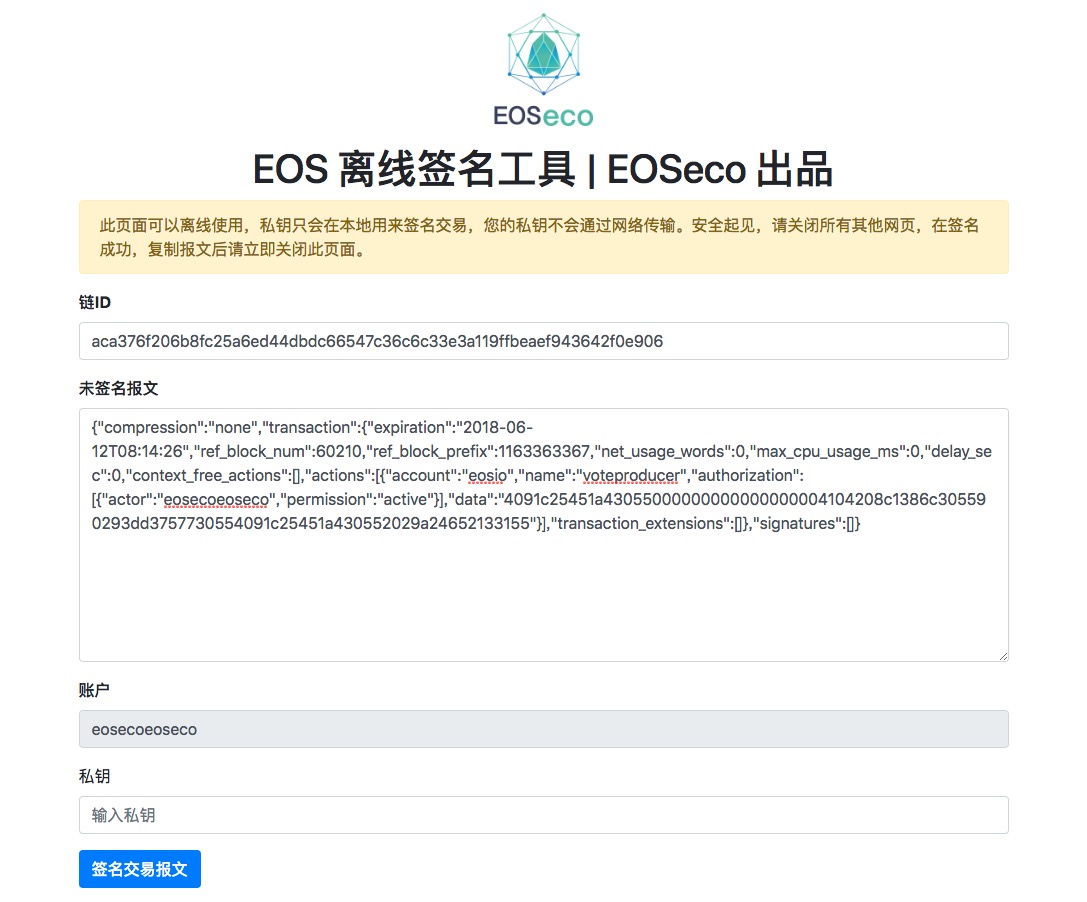 EOSeco
EOS 离线签名工具 | EOSeco 出品
此页面可以离线使用，私钥只会在本地用来签名交易，您的私钥不会通过网络传输。安全起见，请关闭所有其他网页，在签名
成功，复制报文后请立即关闭此页面。
链ID
aca376f206b8fc25a6ed44dbdc66547c36c6c33e3a119ffbeaef943642f0e906
未签名报文
{"compression":"none","transaction":{"expiration":"2018-06-
12T08:14:26","ref_block_num":60210,"ref_block_prefix":1163363367,"net_usage_words":0,"max_cpu_usage_ms":0,"delay_se
c":0,"context_free_actions":[],"actions":[{"account":"eosio","name":"voteproducer","authorization":
[{"actor":"eosecoeoseco","permission":"active"}],"data":"4091c25451a4305500000000000000000004104208c1386c305590
0293dd3757730554091c25451a430552029a24652133155"}],"transaction_extensions":[]},"signatures":[]}
账户
eosecoeoseco
私钥
输入私钥
签名交易报文